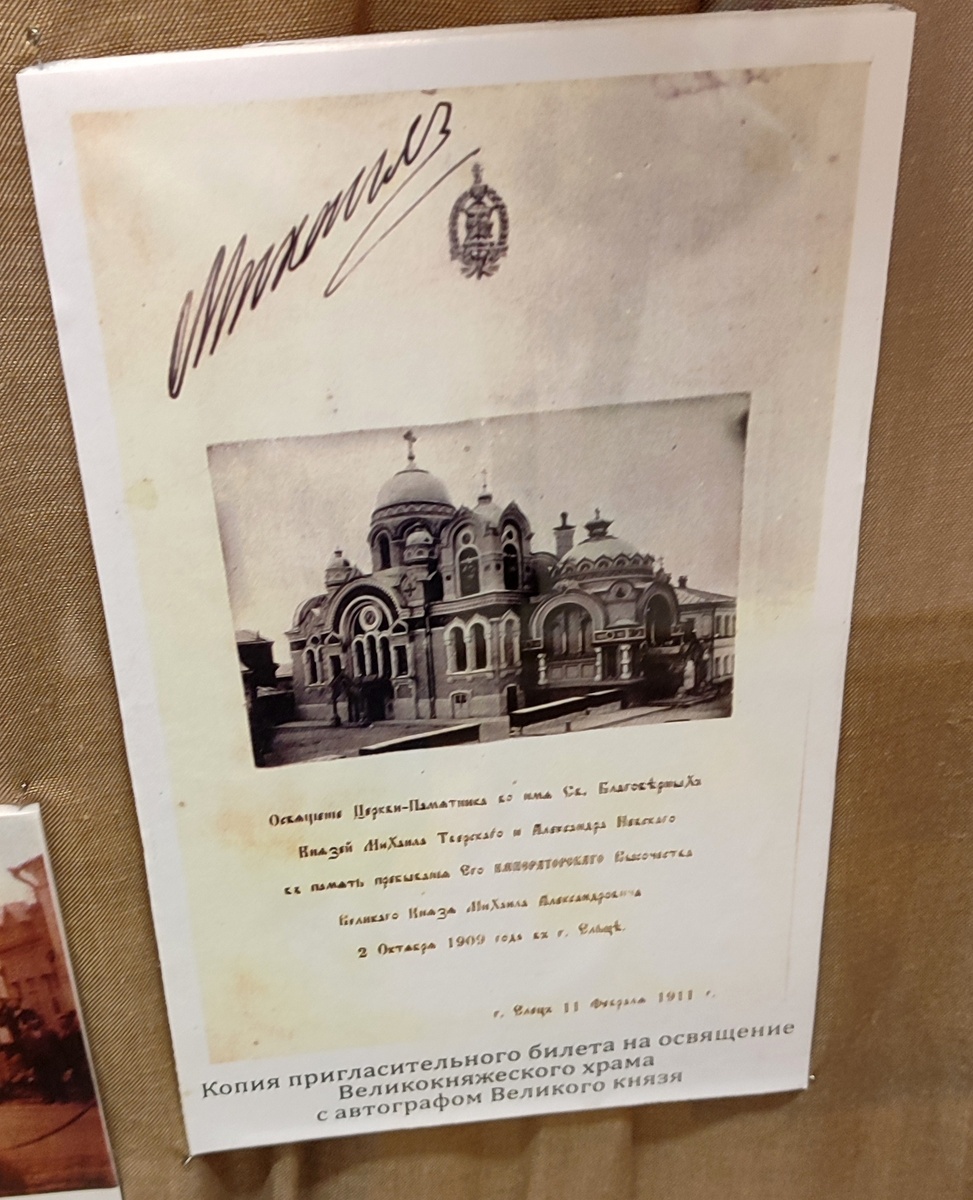 Михаилъ
Освященiе Церкви-Памятника во имя Св. БлаговѣрныХъ
Князей МиХаила Тверскаго и Александра Невскаго
въ память пребыванiя Его ИМПЕРАТОРСКАГО Высочества
Великаго Князя МиХаила Александровича
2 Октября 1909 года въ г. Ельцѣ.
г. Елецъ 11 Февраля 1911 г.
Копия пригласительного билета на освящение
Великокняжеского храма
с автографом Великого князя